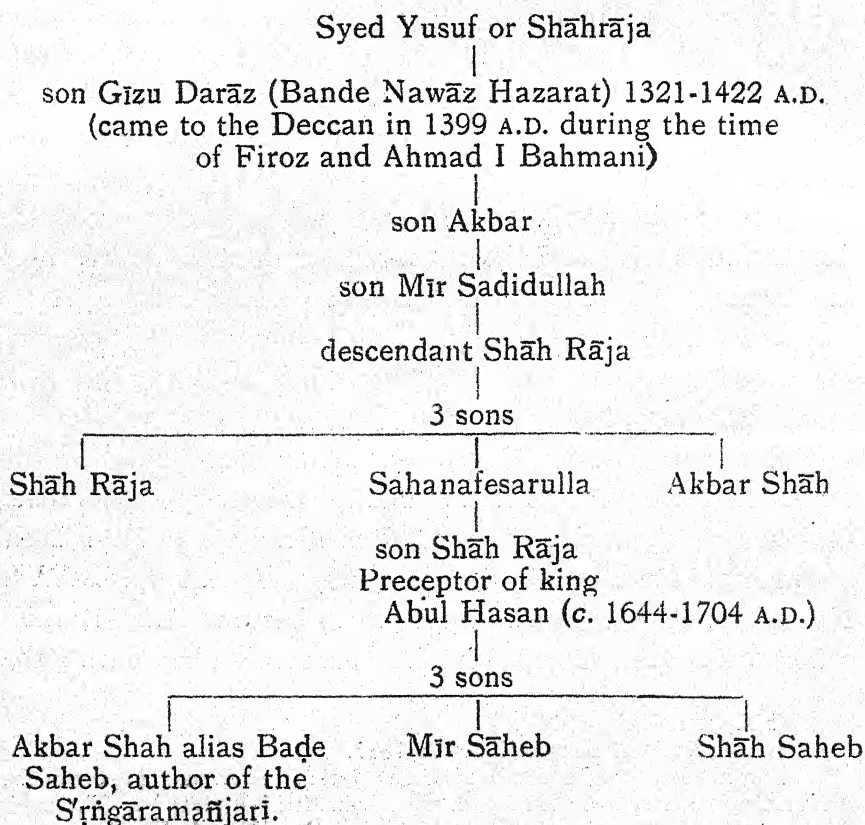 Syed Yusuf or Shāhrāja
son Gīzu Darāz (Bande Nawāz Hazarat) 1321-1422 A.D.
(came to the Deccan in 1399 A.D. during the time
of Firoz and Ahmad I Bahmani)
son Akbar
son Mīr Sadidullah
descendant Shāh Rāja
3 sons
Shāh Rāja Sahanafesarulla Akbar Shāh
son Shāh Rāja
Preceptor of king
Abul Hasan (c. 1644-1704 A.D.)
3 sons
Akbar Shah alias Baḍe Mīr Sāheb Shāh Saheb
Saheb, author of the
S'ṛṅgāramañjari.